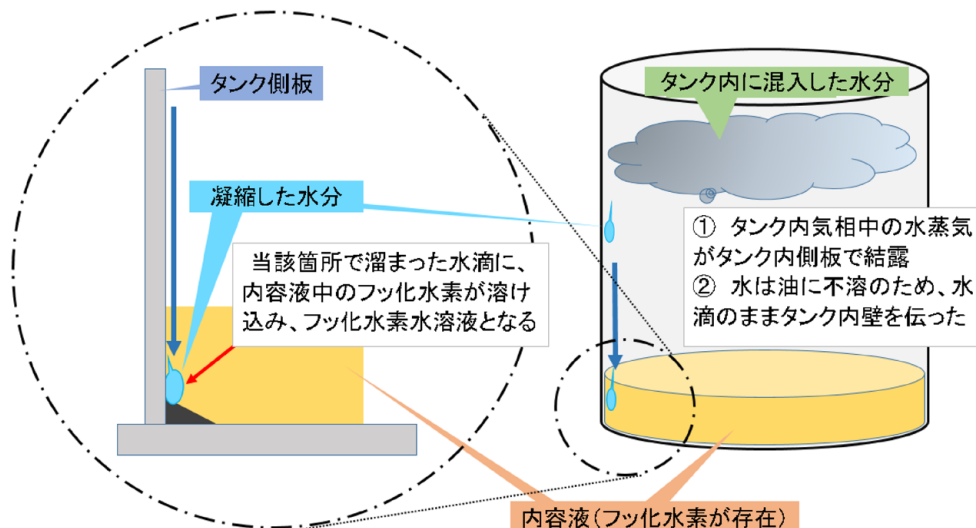 タンク側板
タンク内に混入した水分
凝縮した水分
① タンク内気相中の水蒸気
がタンク内側板で結露
② 水は油に不溶のため、水
滴のままタンク内壁を伝った
当該箇所で溜まった水滴に、
内容液中のフッ化水素が溶け
込み、フッ化水素水溶液となる
内容液(フッ化水素が存在)